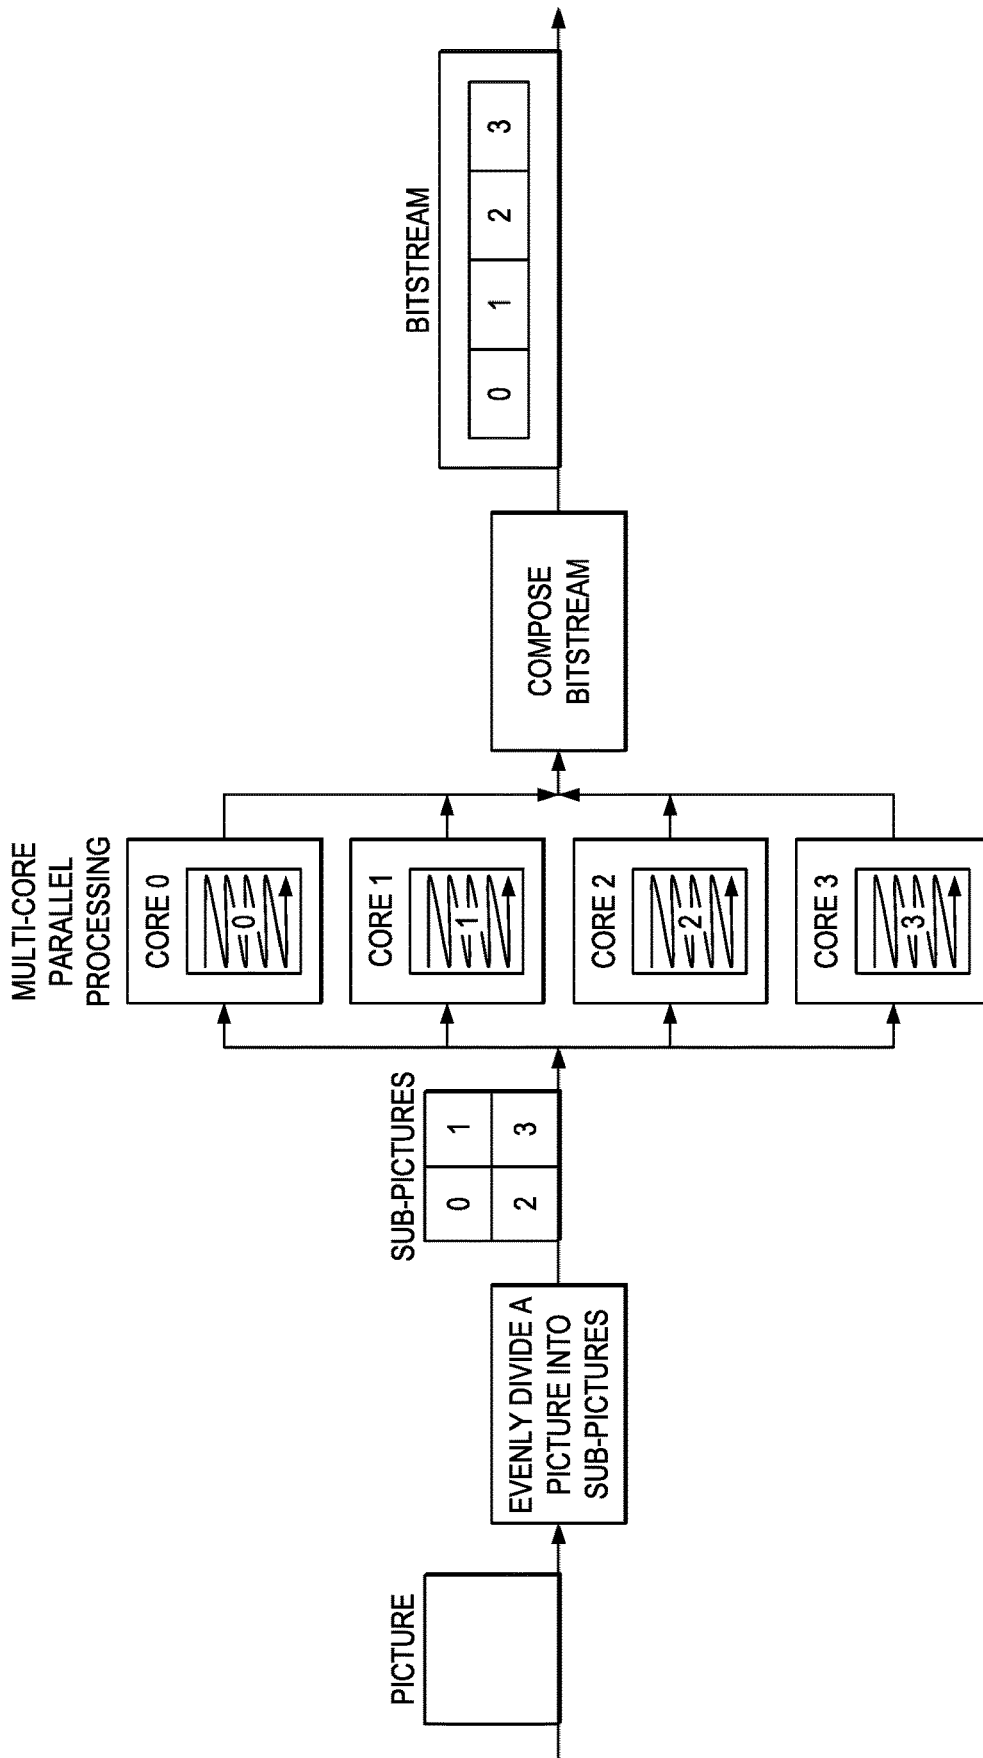 PICTURE
EVENLY DIVIDE A
PICTURE INTO
SUB-PICTURES
SUB-PICTURES
0 1
2 3
MULTI-CORE
PARALLEL
PROCESSING
CORE 0
0
CORE 1
1
CORE 2
2
CORE 3
3
COMPOSE
BITSTREAM
BITSTREAM
0 1 2 3